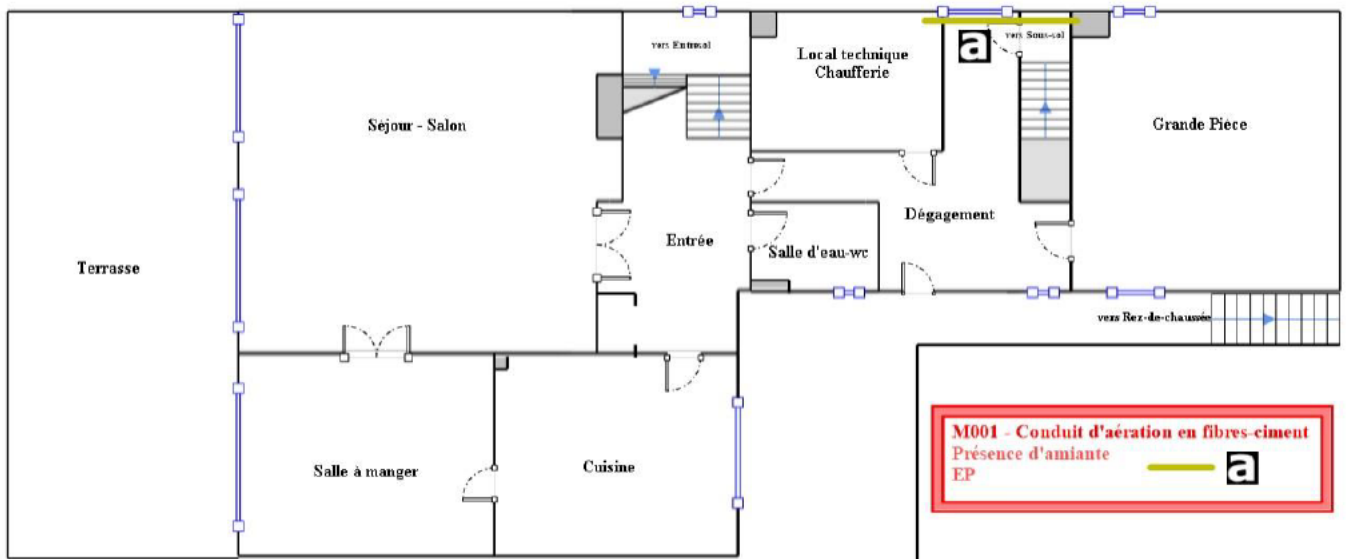 vers Entresol
vers Sous-sol
a
Local technique
Chaufferie
Séjour - Salon
Grande Pièce
Dégagement
Entrée
Salle d'eau-wc
Terrasse
vers Rez-de-chaussée
M001 - Conduit d'aération en fibres-ciment
Présence d'amiante
a
EP
Salle à manger
Cuisine